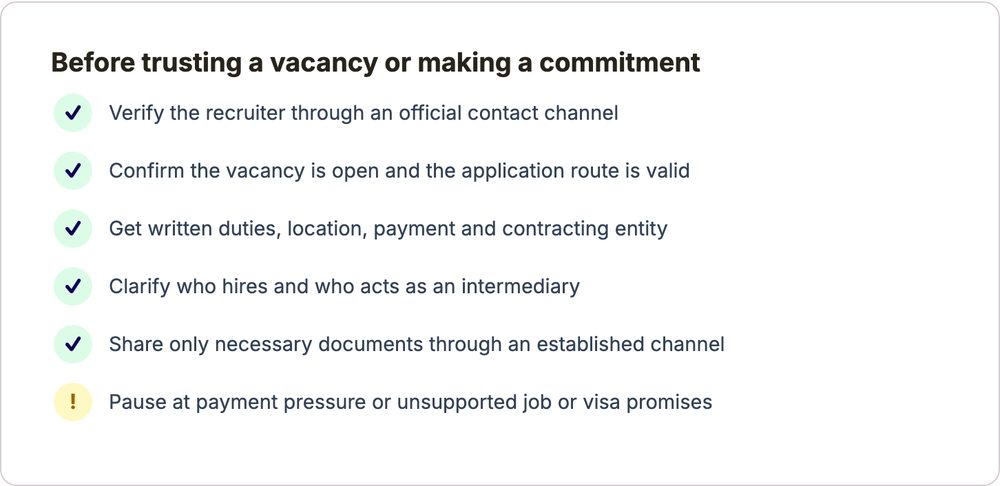 Before trusting a vacancy or making a commitment
Verify the recruiter through an official contact channel
Confirm the vacancy is open and the application route is valid
Get written duties, location, payment and contracting entity
Clarify who hires and who acts as an intermediary
Share only necessary documents through an established channel
! Pause at payment pressure or unsupported job or visa promises